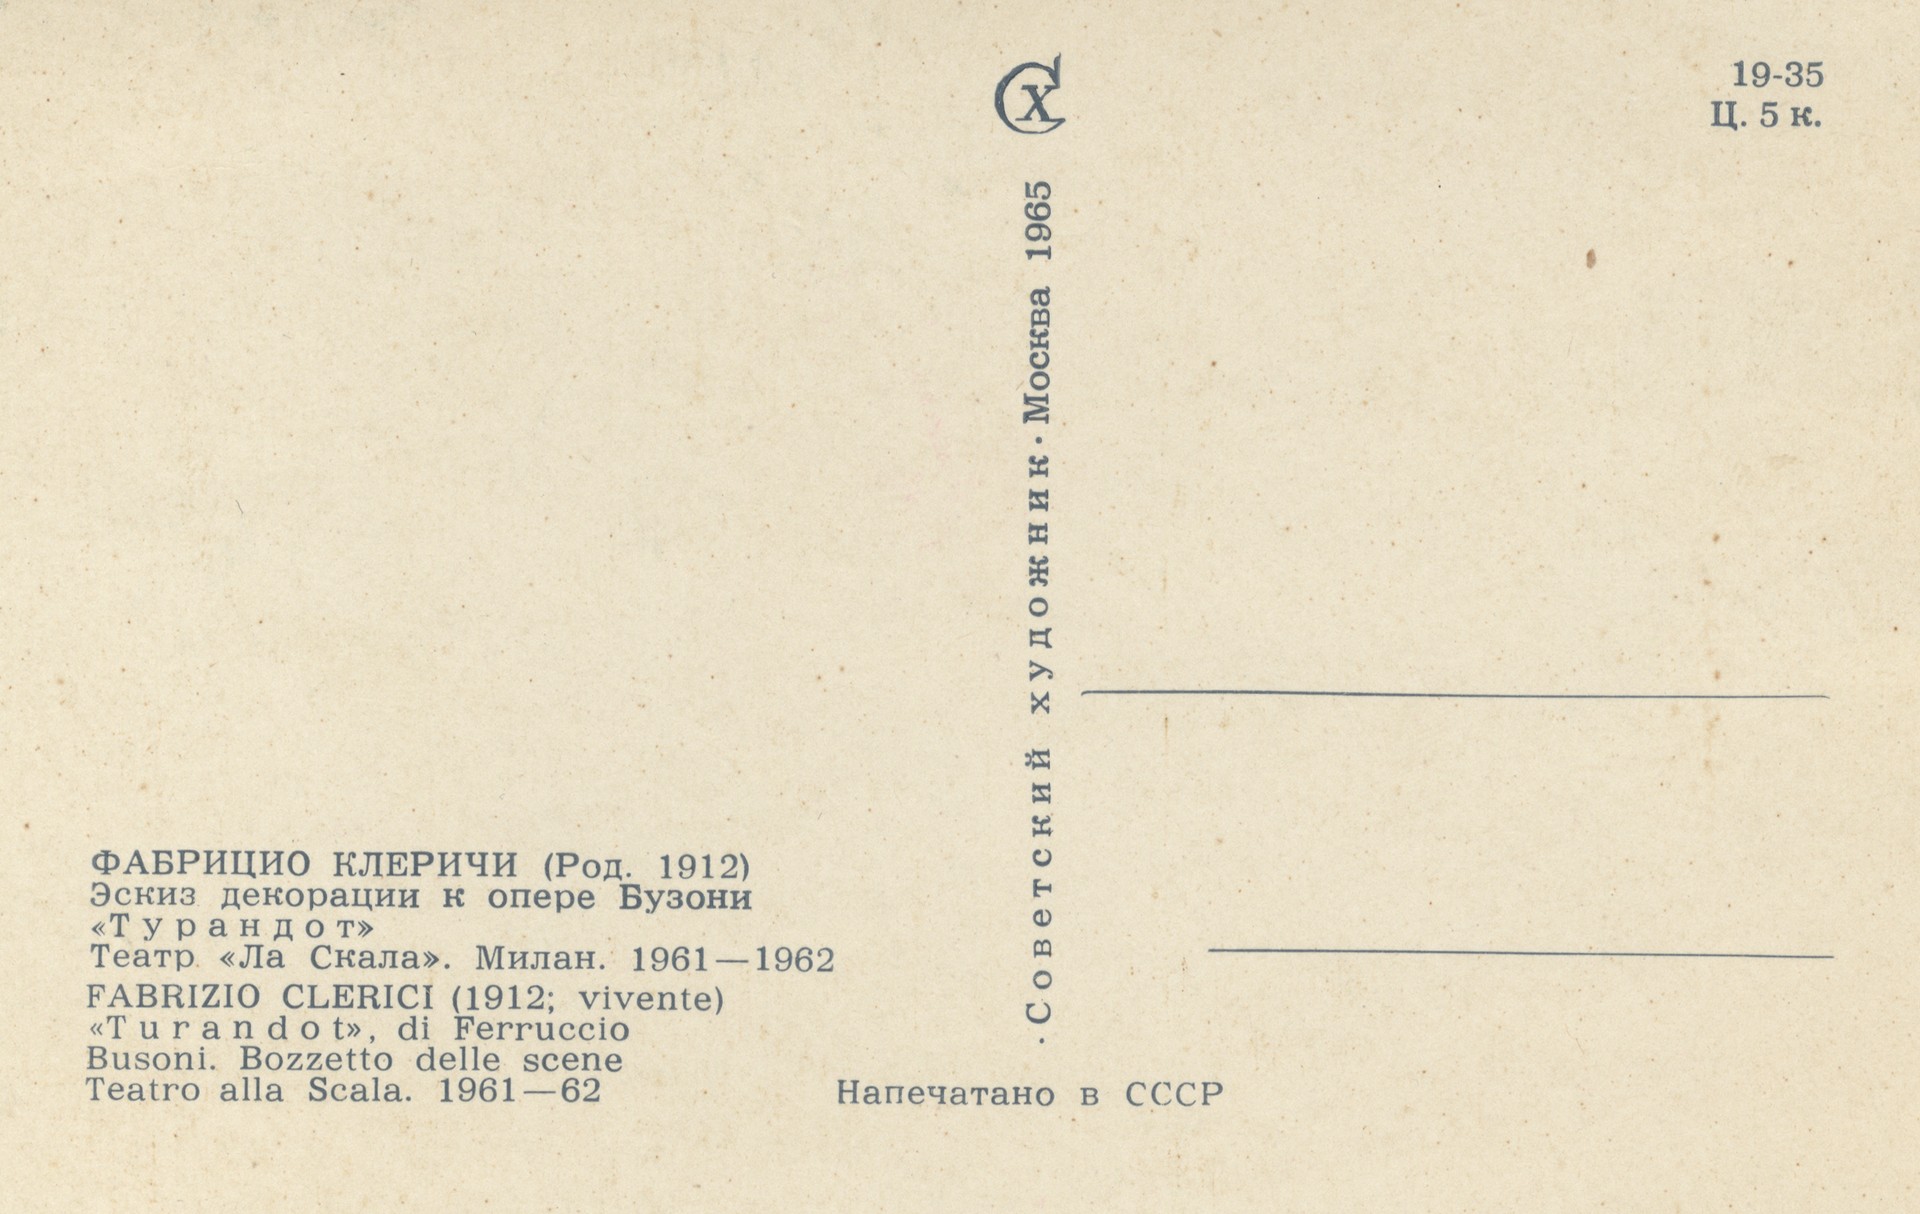 Сх
19-35
Ц. 5 к.
·Советский художник·Москва 1965
ФАБРИЦИО КЛЕРИЧИ (Род. 1912)
Эскиз декорации к опере Бузони
«Турандот»
Театр «Ла Скала». Милан. 1961—1962
FABRIZIO CLERICI (1912; vivente)
«Turandot», di Ferruccio
Busoni. Bozzetto delle scene
Teatro alla Scala. 1961—62
Напечатано в СССР